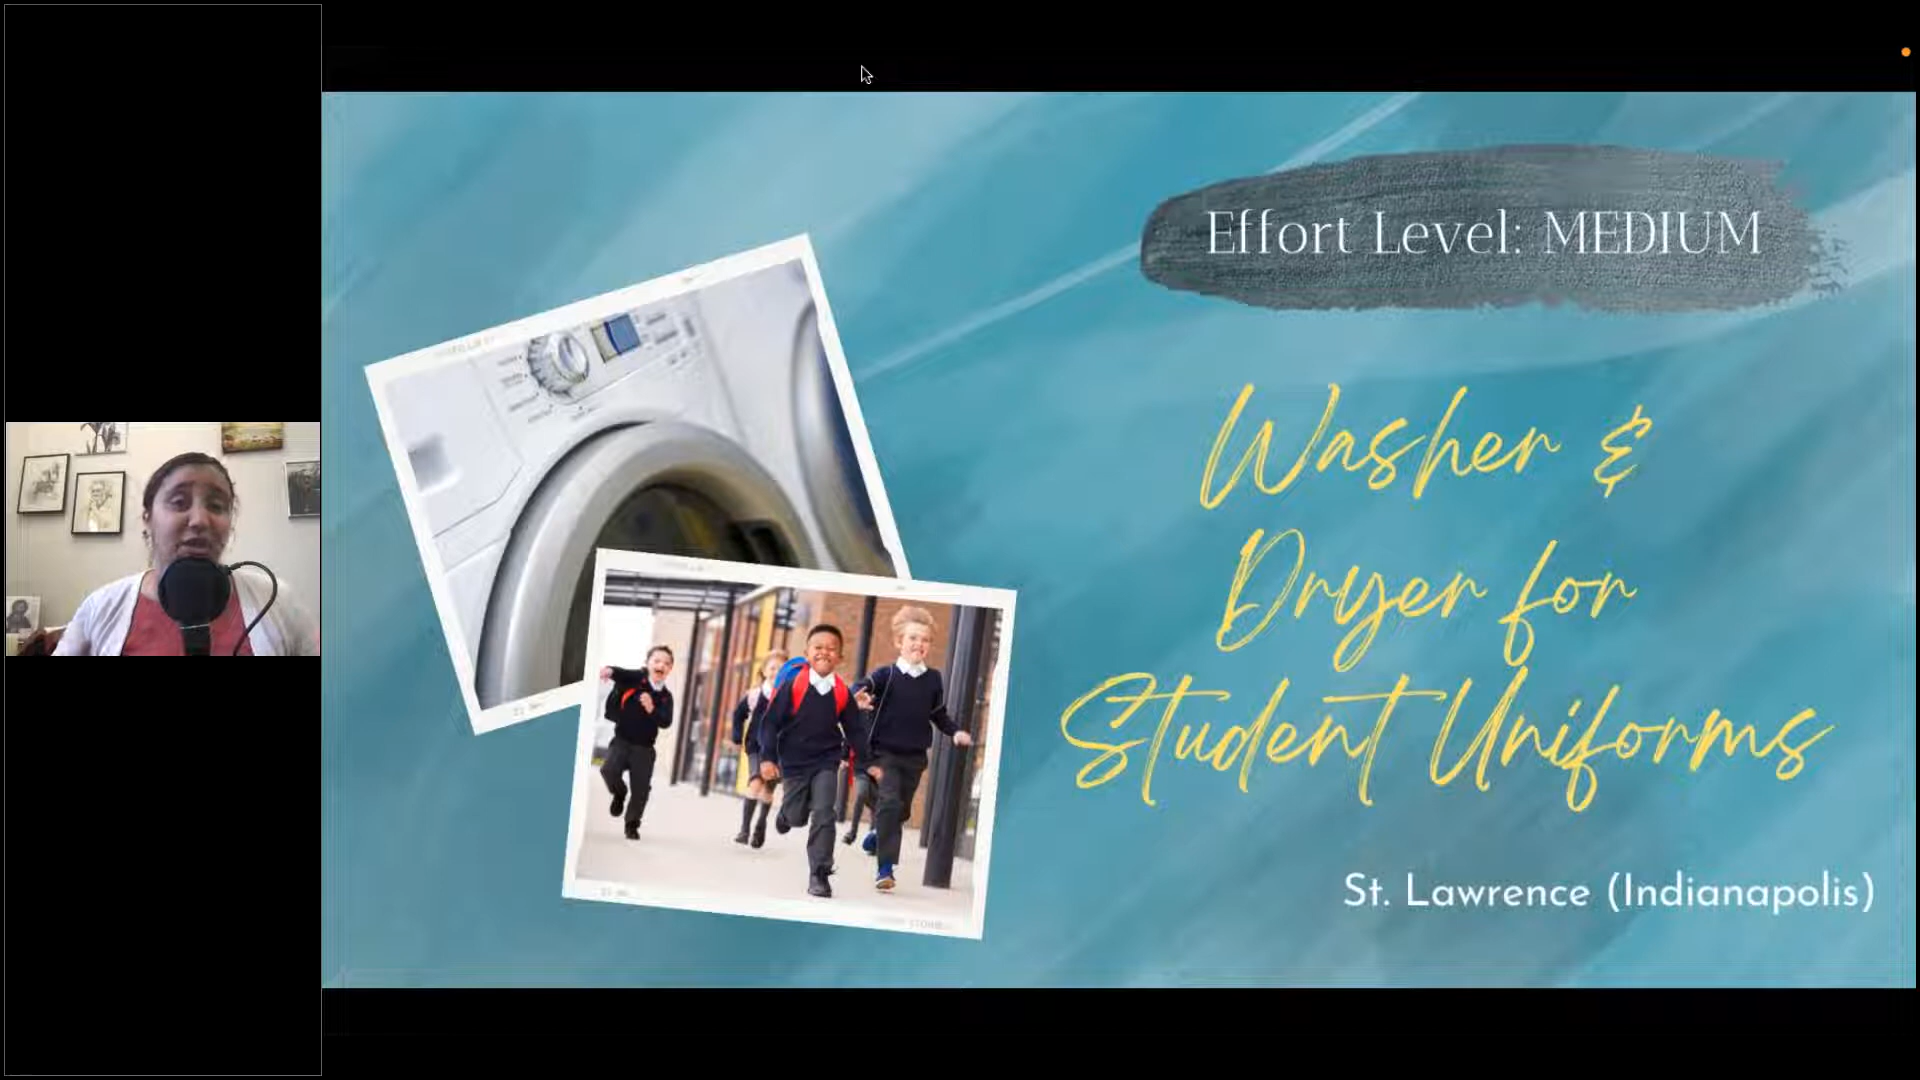 Effort Level: MEDIUM
Washer &
Dryer for
Student Uniforms
St. Lawrence (Indianapolis)